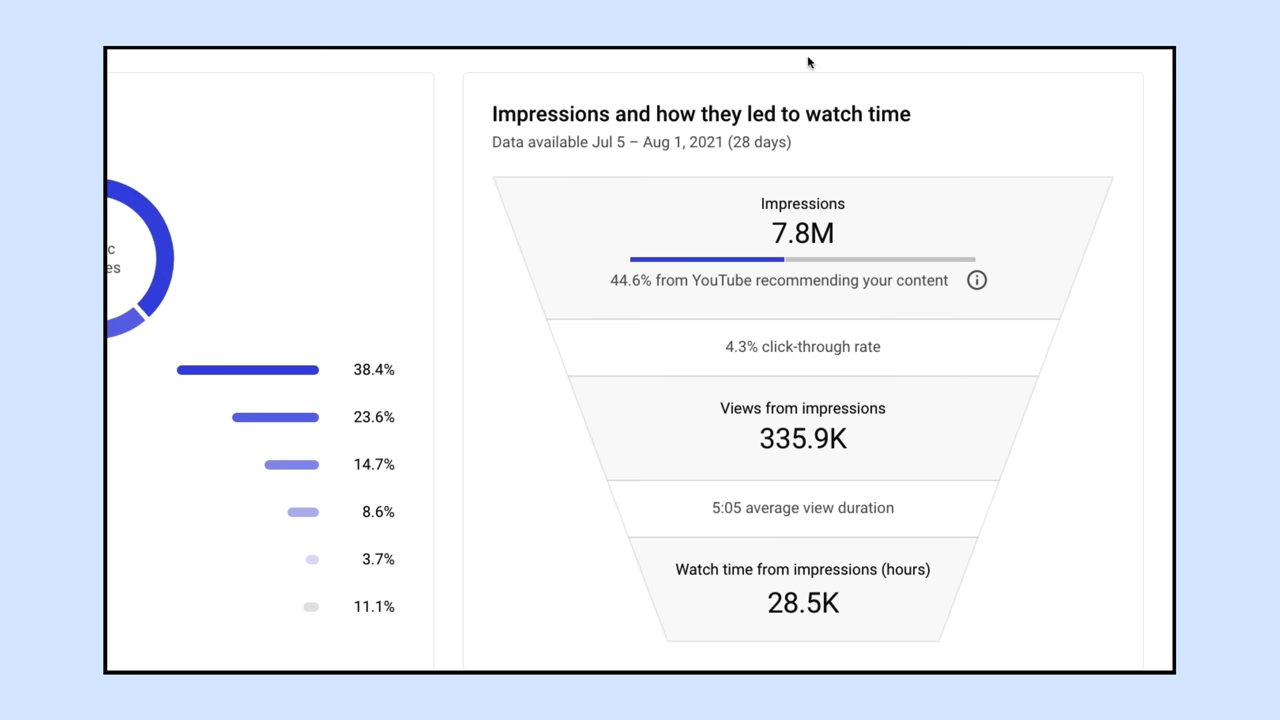 c
es
38.4%
23.6%
14.7%
8.6%
3.7%
11.1%
Impressions and how they led to watch time
Data available Jul 5 – Aug 1, 2021 (28 days)
Impressions
7.8M
44.6% from YouTube recommending your content
4.3% click-through rate
Views from impressions
335.9K
5:05 average view duration
Watch time from impressions (hours)
28.5K